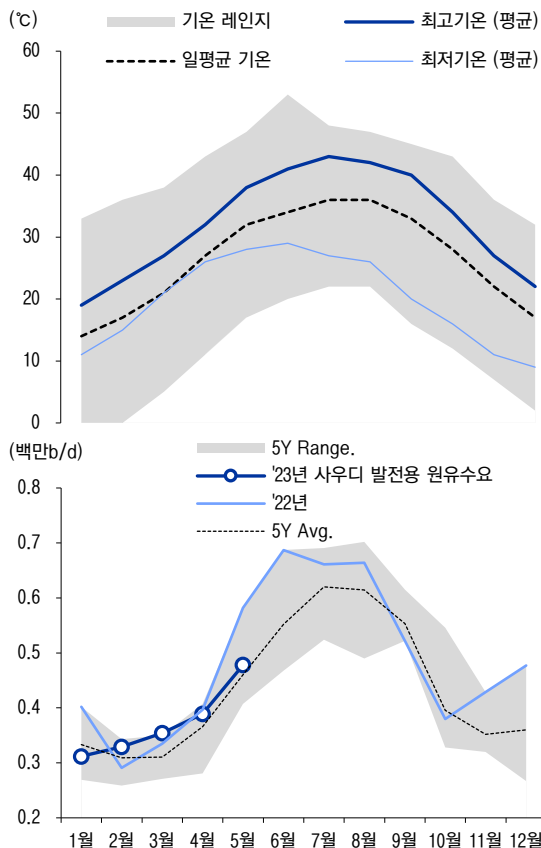 (℃)
기온 레인지
최고기온 (평균)
일평균 기온
최저기온 (평균)
60
50
40
30
20
10
0
(백만b/d)
5Y Range.
'23년 사우디 발전용 원유수요
'22년
5Y Avg.
0.8
0.7
0.6
0.5
0.4
0.3
0.2
1월 2월 3월 4월 5월 6월 7월 8월 9월 10월 11월 12월